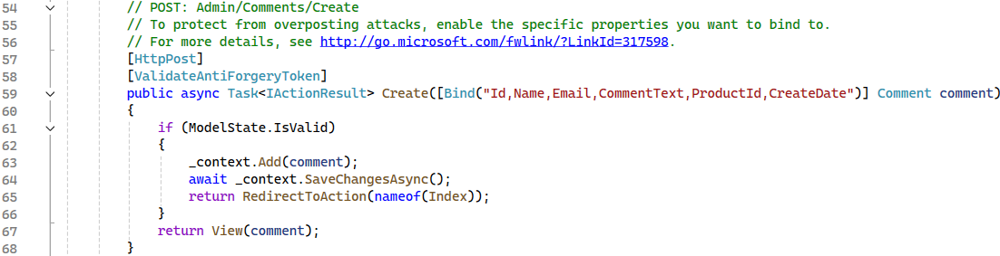 54 // POST: Admin/Comments/Create
55 // To protect from overposting attacks, enable the specific properties you want to bind to.
56 // For more details, see http://go.microsoft.com/fwlink/?LinkId=317598.
57 [HttpPost]
58 [ValidateAntiForgeryToken]
59 public async Task<IActionResult> Create([Bind("Id,Name,Email,CommentText,ProductId,CreateDate")] Comment comment)
60 {
61 if (ModelState.IsValid)
62 {
63 _context.Add(comment);
64 await _context.SaveChangesAsync();
65 return RedirectToAction(nameof(Index));
66 }
67 return View(comment);
68 }